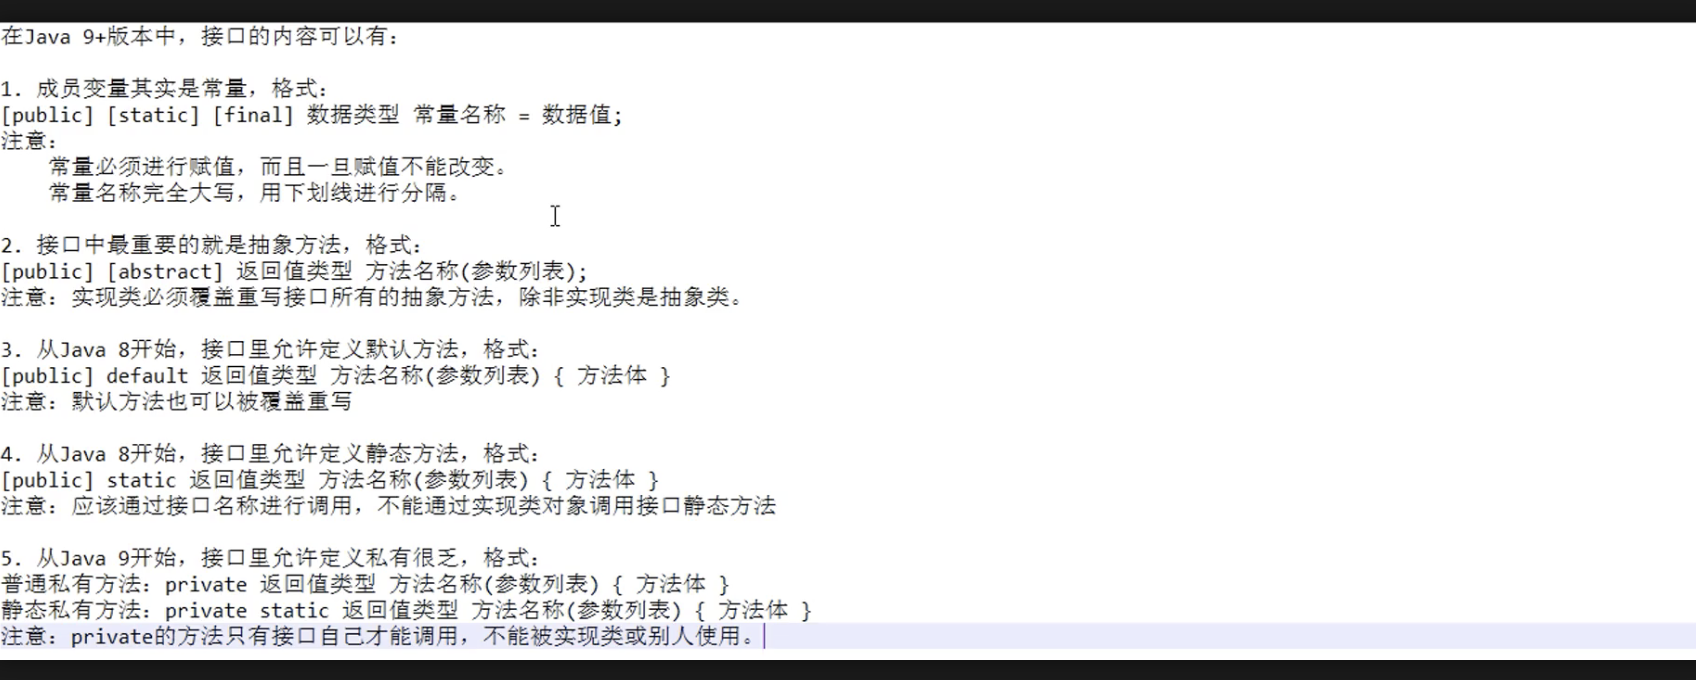 在Java 9+版本中，接口的内容可以有：
1. 成员变量其实是常量，格式：
[public] [static] [final] 数据类型 常量名称 = 数据值;
注意：
常量必须进行赋值，而且一旦赋值不能改变。
常量名称完全大写，用下划线进行分隔。
2. 接口中最重要的就是抽象方法，格式：
[public] [abstract] 返回值类型 方法名称(参数列表);
注意：实现类必须覆盖重写接口所有的抽象方法，除非实现类是抽象类。
3. 从Java 8开始，接口里允许定义默认方法，格式：
[public] default 返回值类型 方法名称(参数列表) { 方法体 }
注意：默认方法也可以被覆盖重写
4. 从Java 8开始，接口里允许定义静态方法，格式：
[public] static 返回值类型 方法名称(参数列表) { 方法体 }
注意：应该通过接口名称进行调用，不能通过实现类对象调用接口静态方法
5. 从Java 9开始，接口里允许定义私有很乏，格式：
普通私有方法：private 返回值类型 方法名称(参数列表) { 方法体 }
静态私有方法：private static 返回值类型 方法名称(参数列表) { 方法体 }
注意：private的方法只有接口自己才能调用，不能被实现类或别人使用。